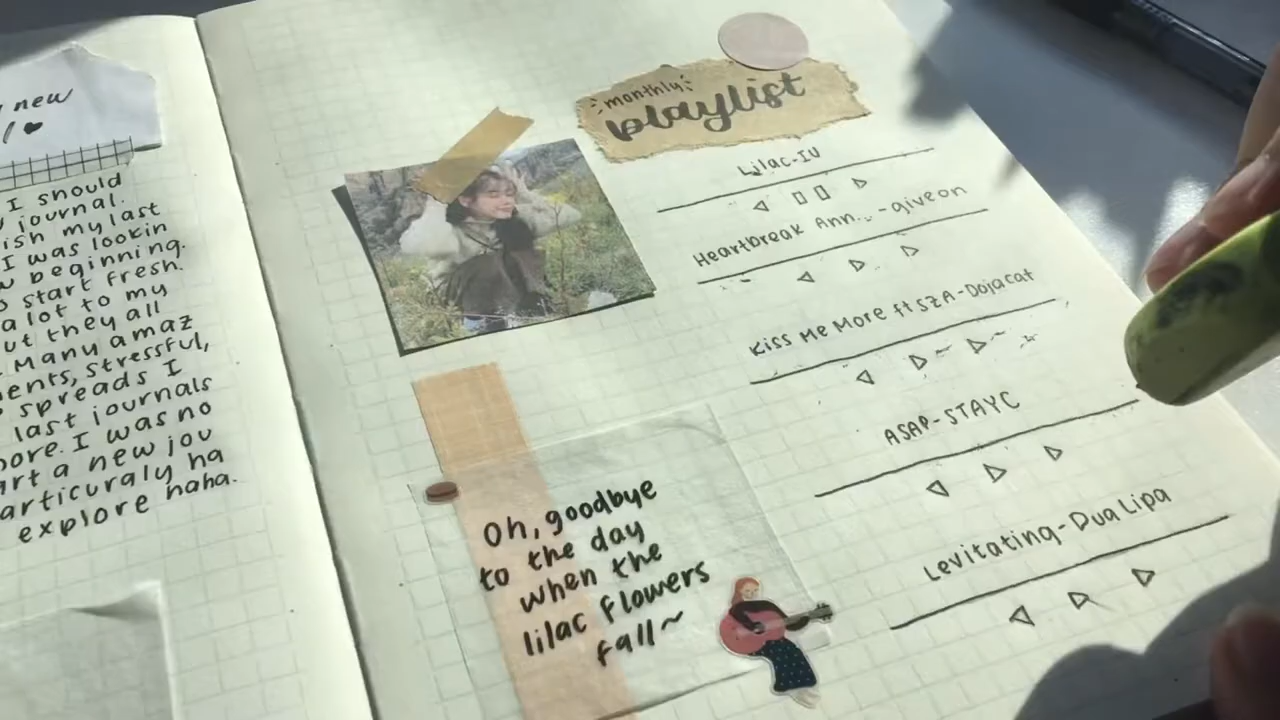 new
I should
journal.
ish my last
I was lookin
beginning.
start fresh.
a lot to my
ut they all
Many amaz
ents, stressful,
spreads I
last journals
ore. I was no
art a new jou
articuraly ha
explore haha.
monthly
playlist
Lilac-IU
Heartbreak Ann... - giveon
Kiss Me More ft SZA - Dojacat
ASAP-STAYC
Levitating-Dua Lipa
Oh, goodbye
to the day
when the
lilac flowers
fall~